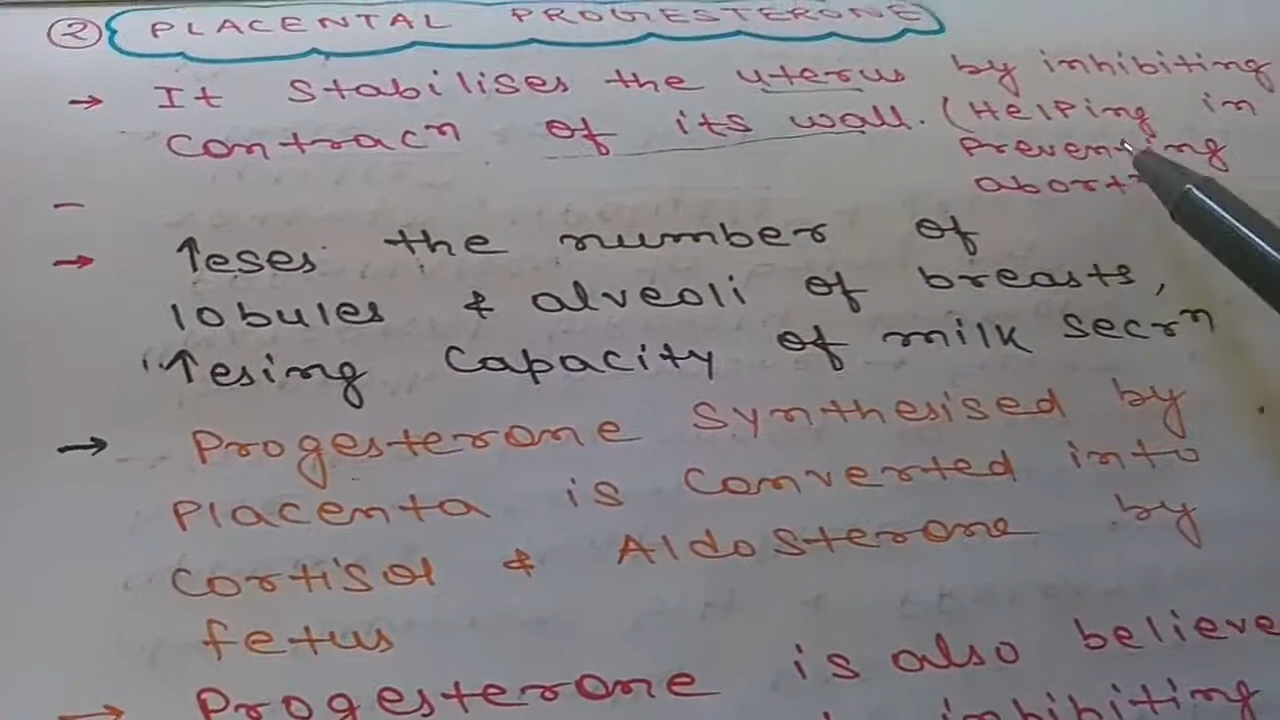 ② PLACENTAL PROGESTERONE
→ It stabilises the uterus by inhibiting
contracⁿ of its wall. (Helping in
preventing
abort
→ ↑eses the number of
lobules & alveoli of breasts,
↑esing capacity of milk secrⁿ
→ Progesterone synthesised by
Placenta is converted into
cortisol & Aldosterone by
fetus
→ Progesterone is also believe
inhibiting